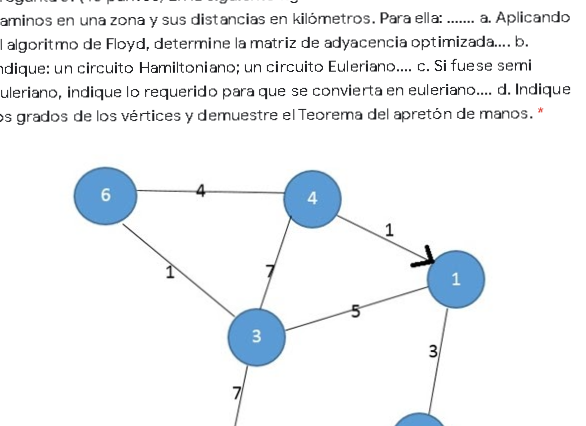 aminos en una zona y sus distancias en kilómetros. Para ella: ....... a. Aplicando
l algoritmo de Floyd, determine la matriz de adyacencia optimizada.... b.
ndique: un circuito Hamiltoniano; un circuito Euleriano.... c. Si fuese semi
uleriano, indique lo requerido para que se convierta en euleriano.... d. Indique
os grados de los vértices y demuestre el Teorema del apretón de manos. *
6
4
4
1
1
7
1
5
3
3
7